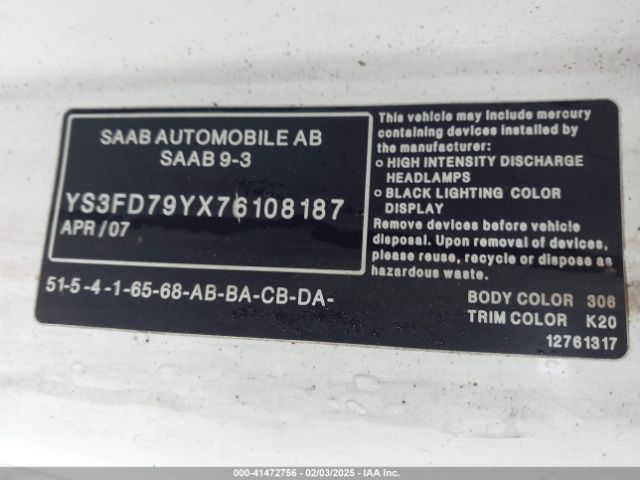 SAAB AUTOMOBILE AB
SAAB 9-3
YS3FD79YX76108187
APR/07
51-5-4-1-65-68-AB-BA-CB-DA-
This vehicle may include mercury
containing devices installed by
the manufacturer:
o HIGH INTENSITY DISCHARGE
HEADLAMPS
o BLACK LIGHTING COLOR
DISPLAY
Remove devices before vehicle
disposal. Upon removal of devices,
please reuse, recycle or dispose as
hazardous waste.
BODY COLOR 306
TRIM COLOR K20
12761317
000-41472756 - 02/03/2025 - © IAA Holdings, LLC